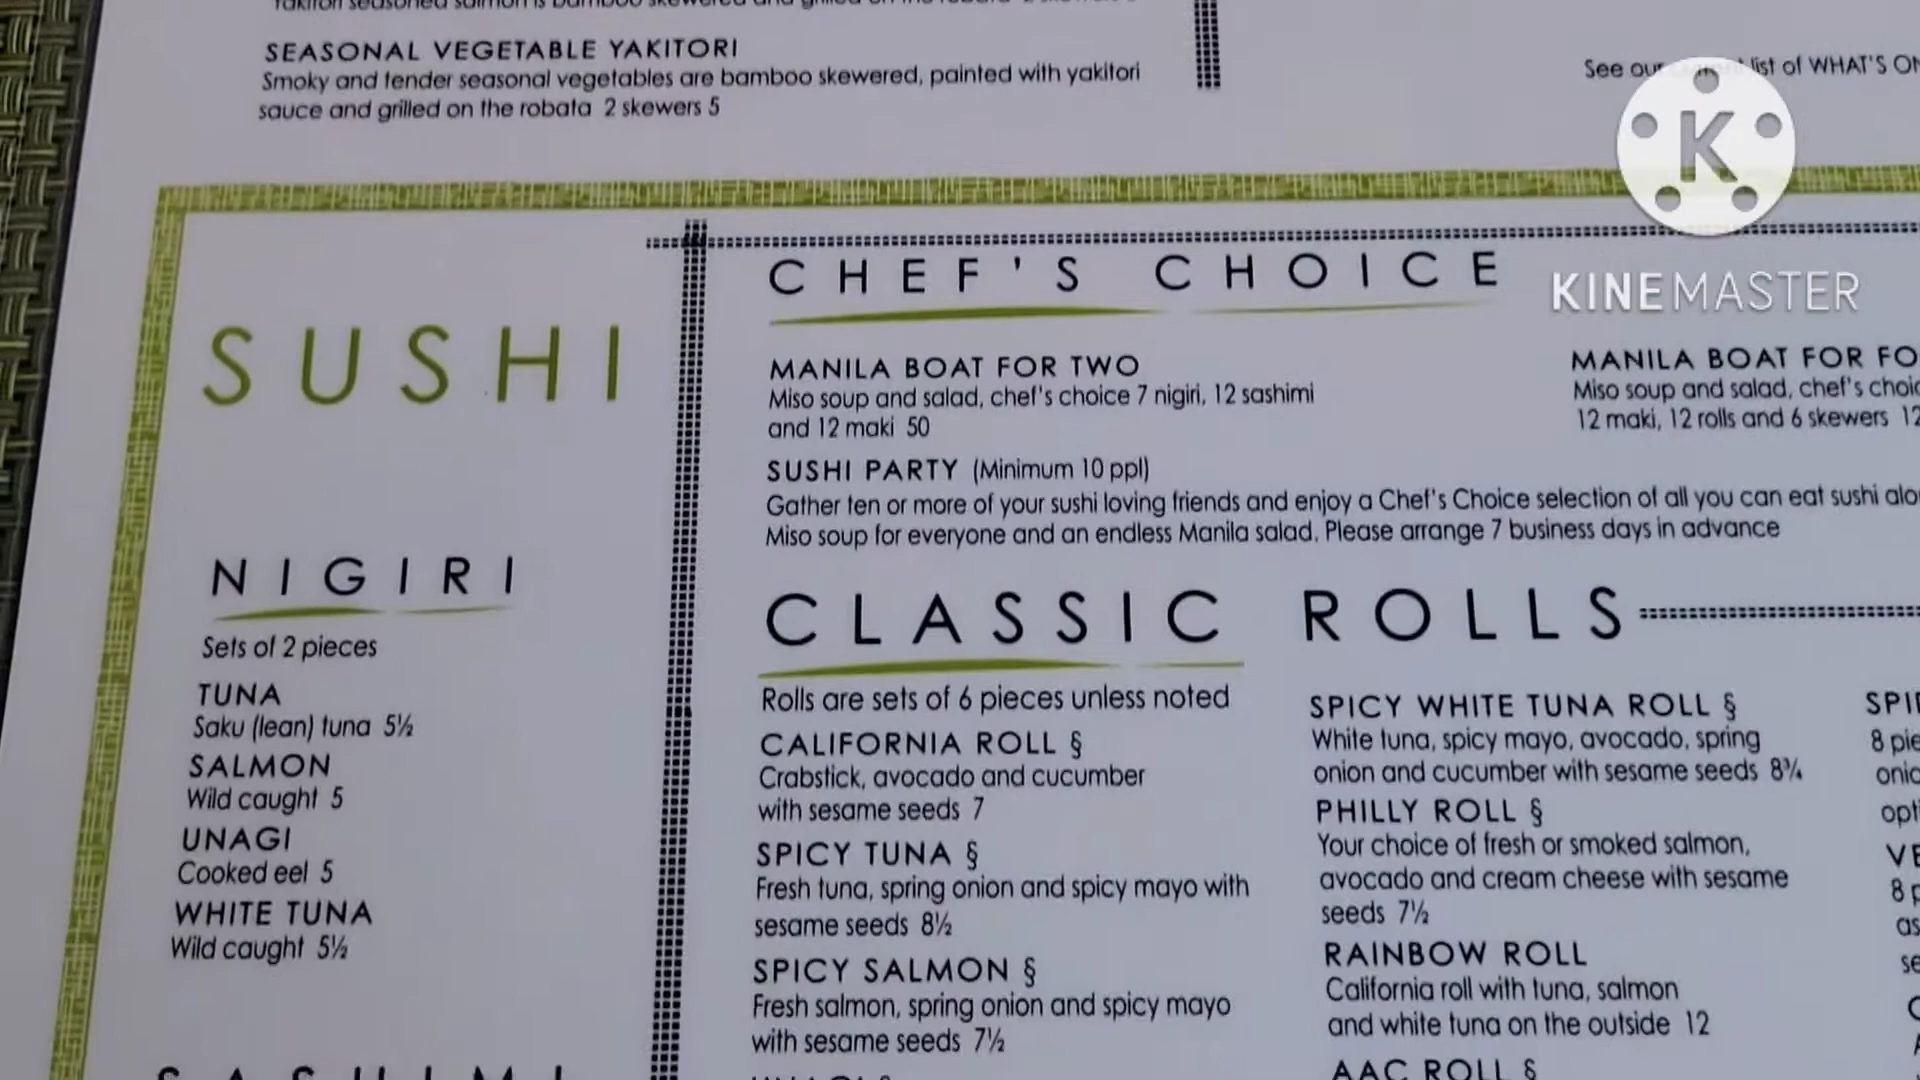 SEASONAL VEGETABLE YAKITORI
Smoky and tender seasonal vegetables are bamboo skewered, painted with yakitori
sauce and grilled on the robata 2 skewers 5
See our list of WHAT'S
K
KINEMASTER
SUSHI
NIGIRI
Sets of 2 pieces
TUNA
Saku (lean) tuna 5½
SALMON
Wild caught 5
UNAGI
Cooked eel 5
WHITE TUNA
Wild caught 5½
SASHIMI
CHEF'S CHOICE
MANILA BOAT FOR TWO
Miso soup and salad, chef's choice 7 nigiri, 12 sashimi
and 12 maki 50
MANILA BOAT FOR
Miso soup and salad, chef's
12 maki, 12 rolls and 6 skewers
SUSHI PARTY (Minimum 10 ppl)
Gather ten or more of your sushi loving friends and enjoy a Chef's Choice selection of all you can eat sushi
Miso soup for everyone and an endless Manila salad. Please arrange 7 business days in advance
CLASSIC ROLLS
Rolls are sets of 6 pieces unless noted
CALIFORNIA ROLL §
Crabstick, avocado and cucumber
with sesame seeds 7
SPICY TUNA §
Fresh tuna, spring onion and spicy mayo with
sesame seeds 8½
SPICY SALMON §
Fresh salmon, spring onion and spicy mayo
with sesame seeds 7½
SPICY WHITE TUNA ROLL §
White tuna, spicy mayo, avocado, spring
onion and cucumber with sesame seeds 8¾
PHILLY ROLL §
Your choice of fresh or smoked salmon,
avocado and cream cheese with sesame
seeds 7½
RAINBOW ROLL
California roll with tuna, salmon
and white tuna on the outside 12
AAC ROLL §
8
8